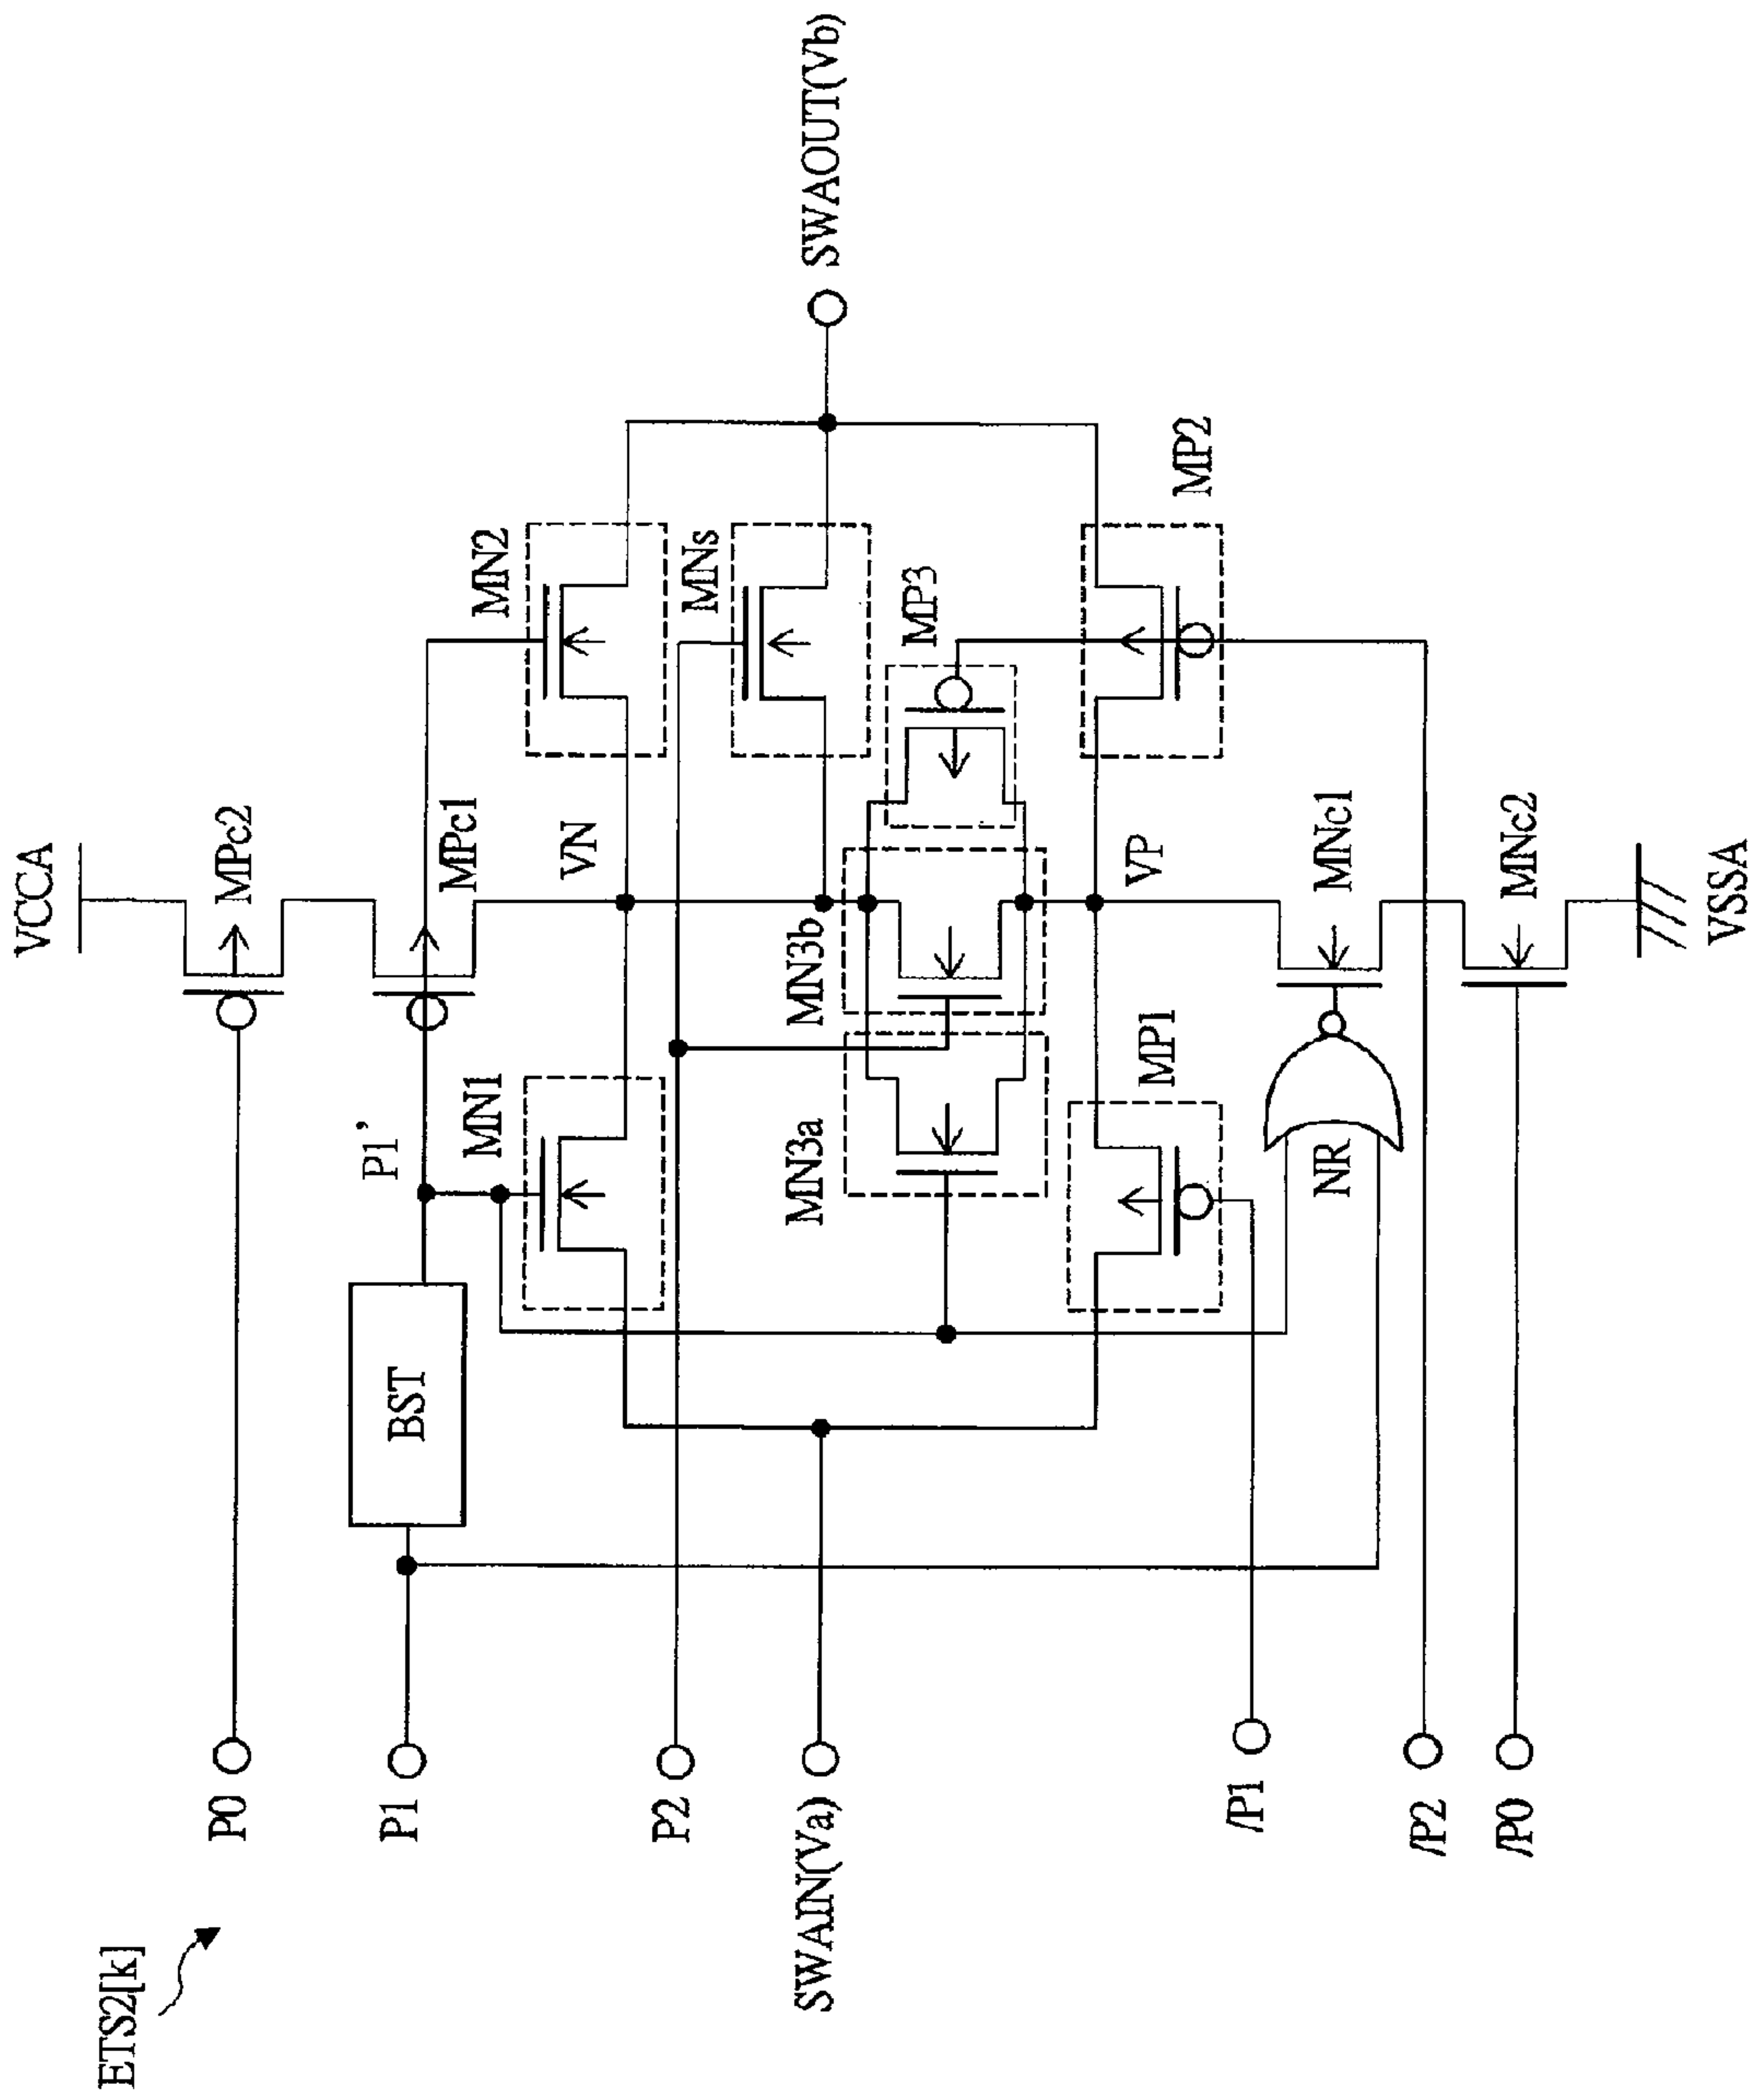 ETS2[k]
P0
P1
P2
SWAIN(Va)
/P1
/P2
/P0
BST
P1’
MN1
MN3a
MN3b
MP1
NR
VCCA
MPc2
MPc1
VN
VP
MNc1
MNc2
VSSA
MN2
MNs
MP3
MP2
SWAOUT(Vb)